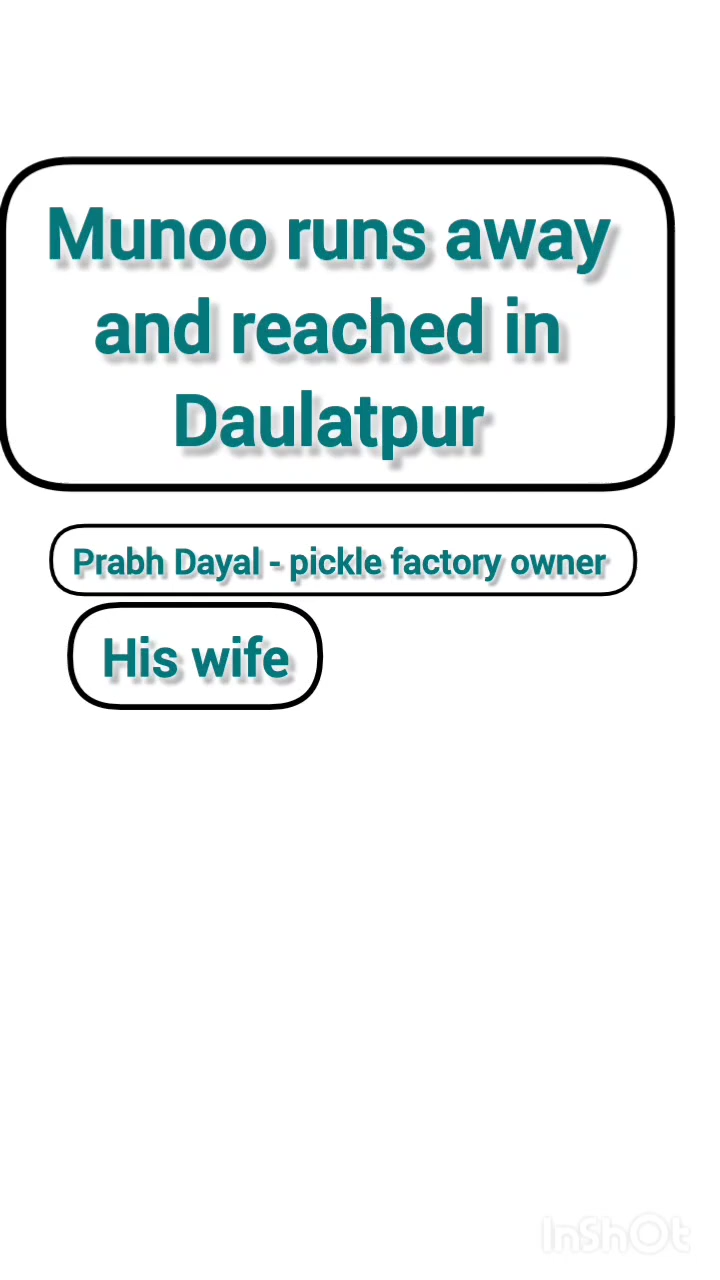 Munoo runs away
and reached in
Daulatpur
Prabh Dayal - pickle factory owner
His wife
InShOt